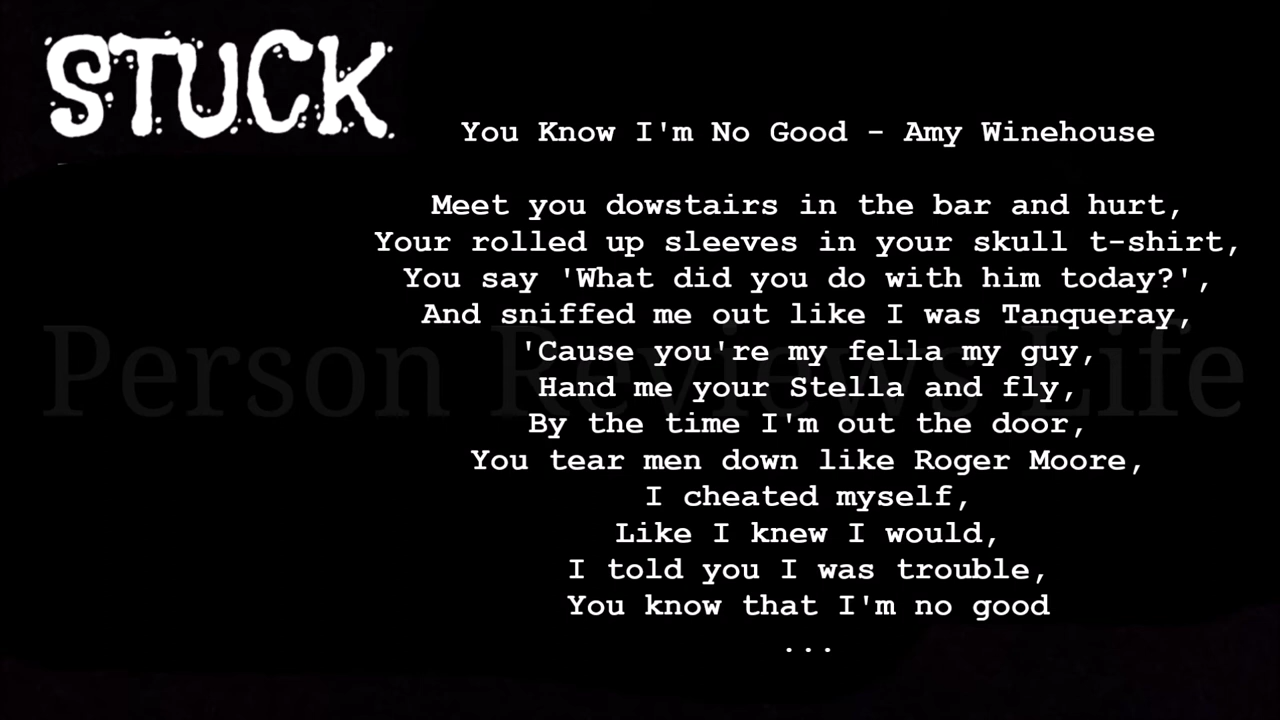 STUCK
You Know I'm No Good - Amy Winehouse
Meet you dowstairs in the bar and hurt,
Your rolled up sleeves in your skull t-shirt,
You say 'What did you do with him today?',
And sniffed me out like I was Tanqueray,
'Cause you're my fella my guy,
Hand me your Stella and fly,
By the time I'm out the door,
You tear men down like Roger Moore,
I cheated myself,
Like I knew I would,
I told you I was trouble,
You know that I'm no good
...
Person Reviews Life